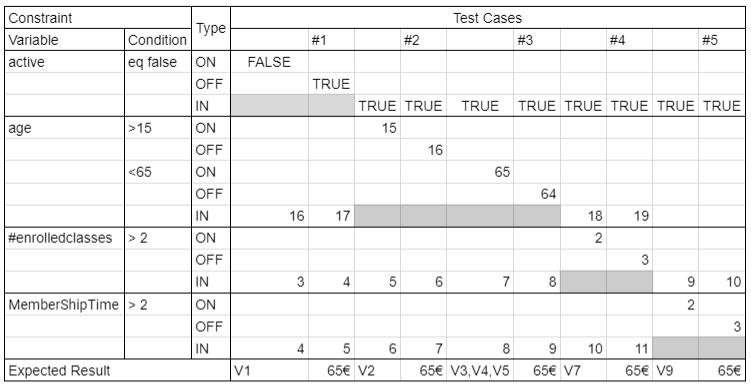 Constraint Type Test Cases
Variable Condition #1 #2 #3 #4 #5
active eq false ON FALSE
OFF TRUE
IN TRUE TRUE TRUE TRUE TRUE TRUE TRUE TRUE
age >15 ON 15
OFF 16
<65 ON 65
OFF 64
IN 16 17 18 19
#enrolledclasses > 2 ON 2
OFF 3
IN 3 4 5 6 7 8 9 10
MemberShipTime > 2 ON 2
OFF 3
IN 4 5 6 7 8 9 10 11
Expected Result V1 65€ V2 65€ V3,V4,V5 65€ V7 65€ V9 65€